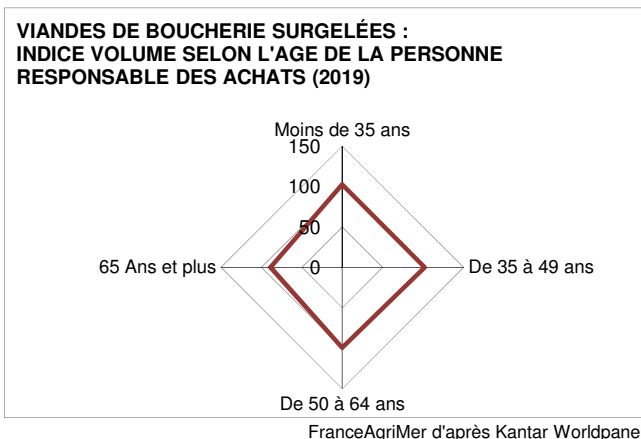 VIANDES DE BOUCHERIE SURGELÉES :
INDICE VOLUME SELON L'AGE DE LA PERSONNE
RESPONSABLE DES ACHATS (2019)
Moins de 35 ans
150
100
50
0
65 Ans et plus
De 35 à 49 ans
De 50 à 64 ans
FranceAgriMer d'après Kantar Worldpane